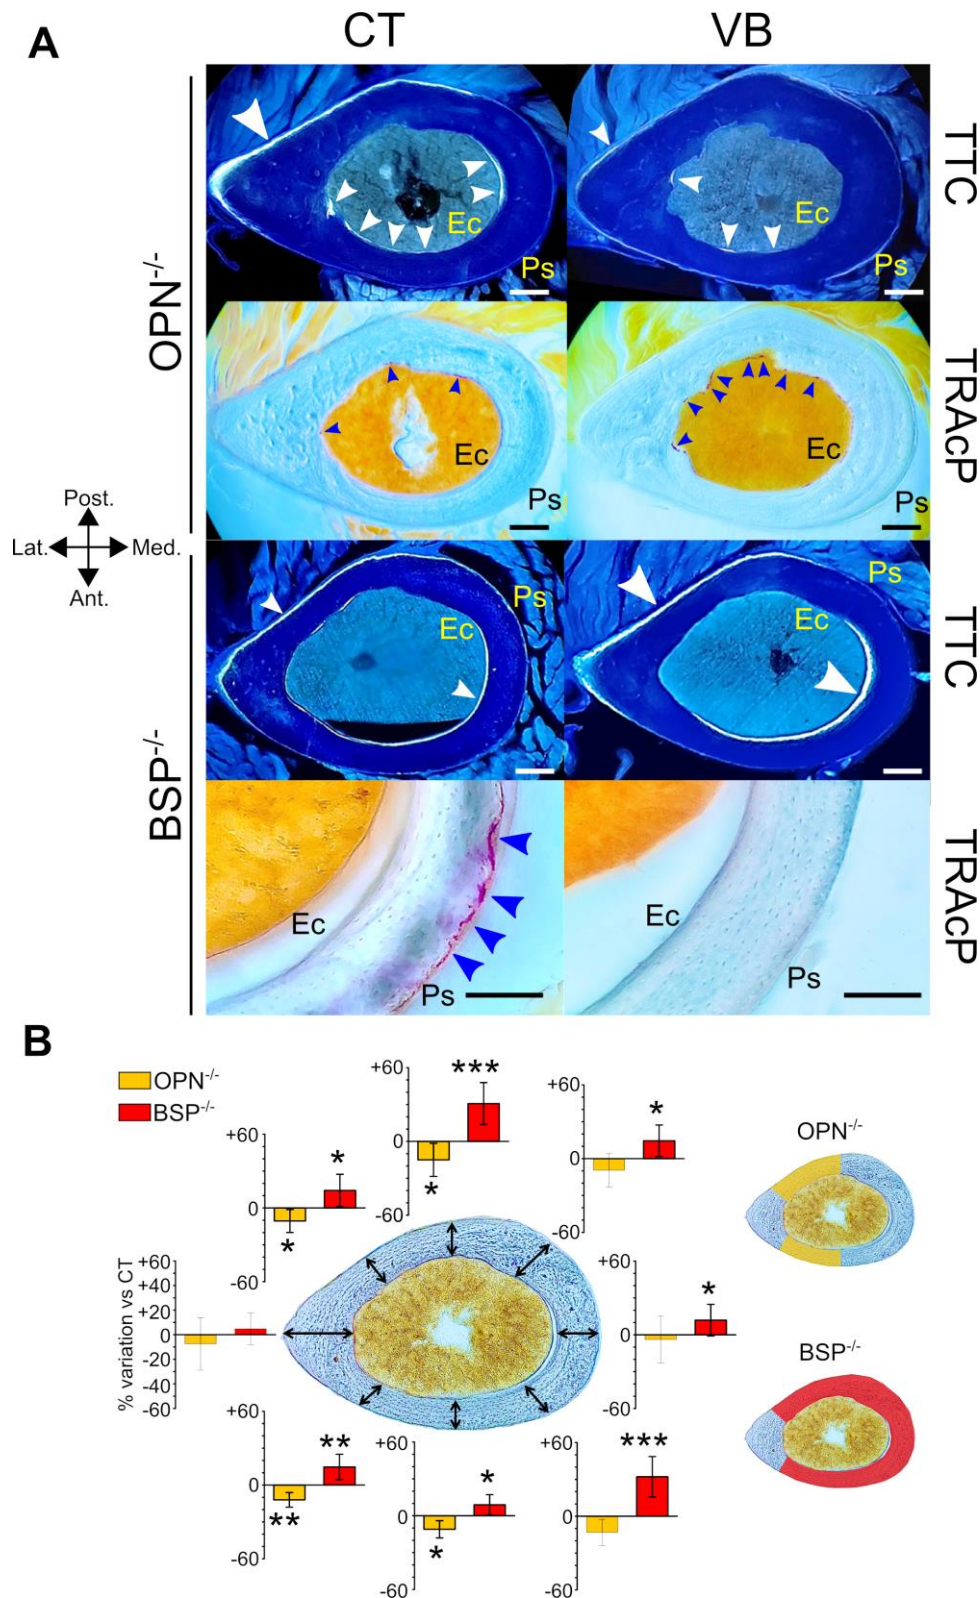 A
CT
VB
OPN-/-
TTC
Ec
Ps
Ec
Ps
TRAcP
Ec
Ps
Ec
Ps
Post.
Lat.
Med.
Ant.
BSP-/-
TTC
Ps
Ec
Ps
Ec
TRAcP
Ec
Ps
Ec
Ps
B
OPN-/-
BSP-/-
+60
0
-60
*
*
+60
0
-60
***
*
+60
0
-60
*
OPN-/-
% variation vs CT
+60
+40
+20
0
-20
-40
-60
+60
0
-60
*
BSP-/-
+60
0
-60
**
**
+60
0
-60
*
*
+60
0
-60
***